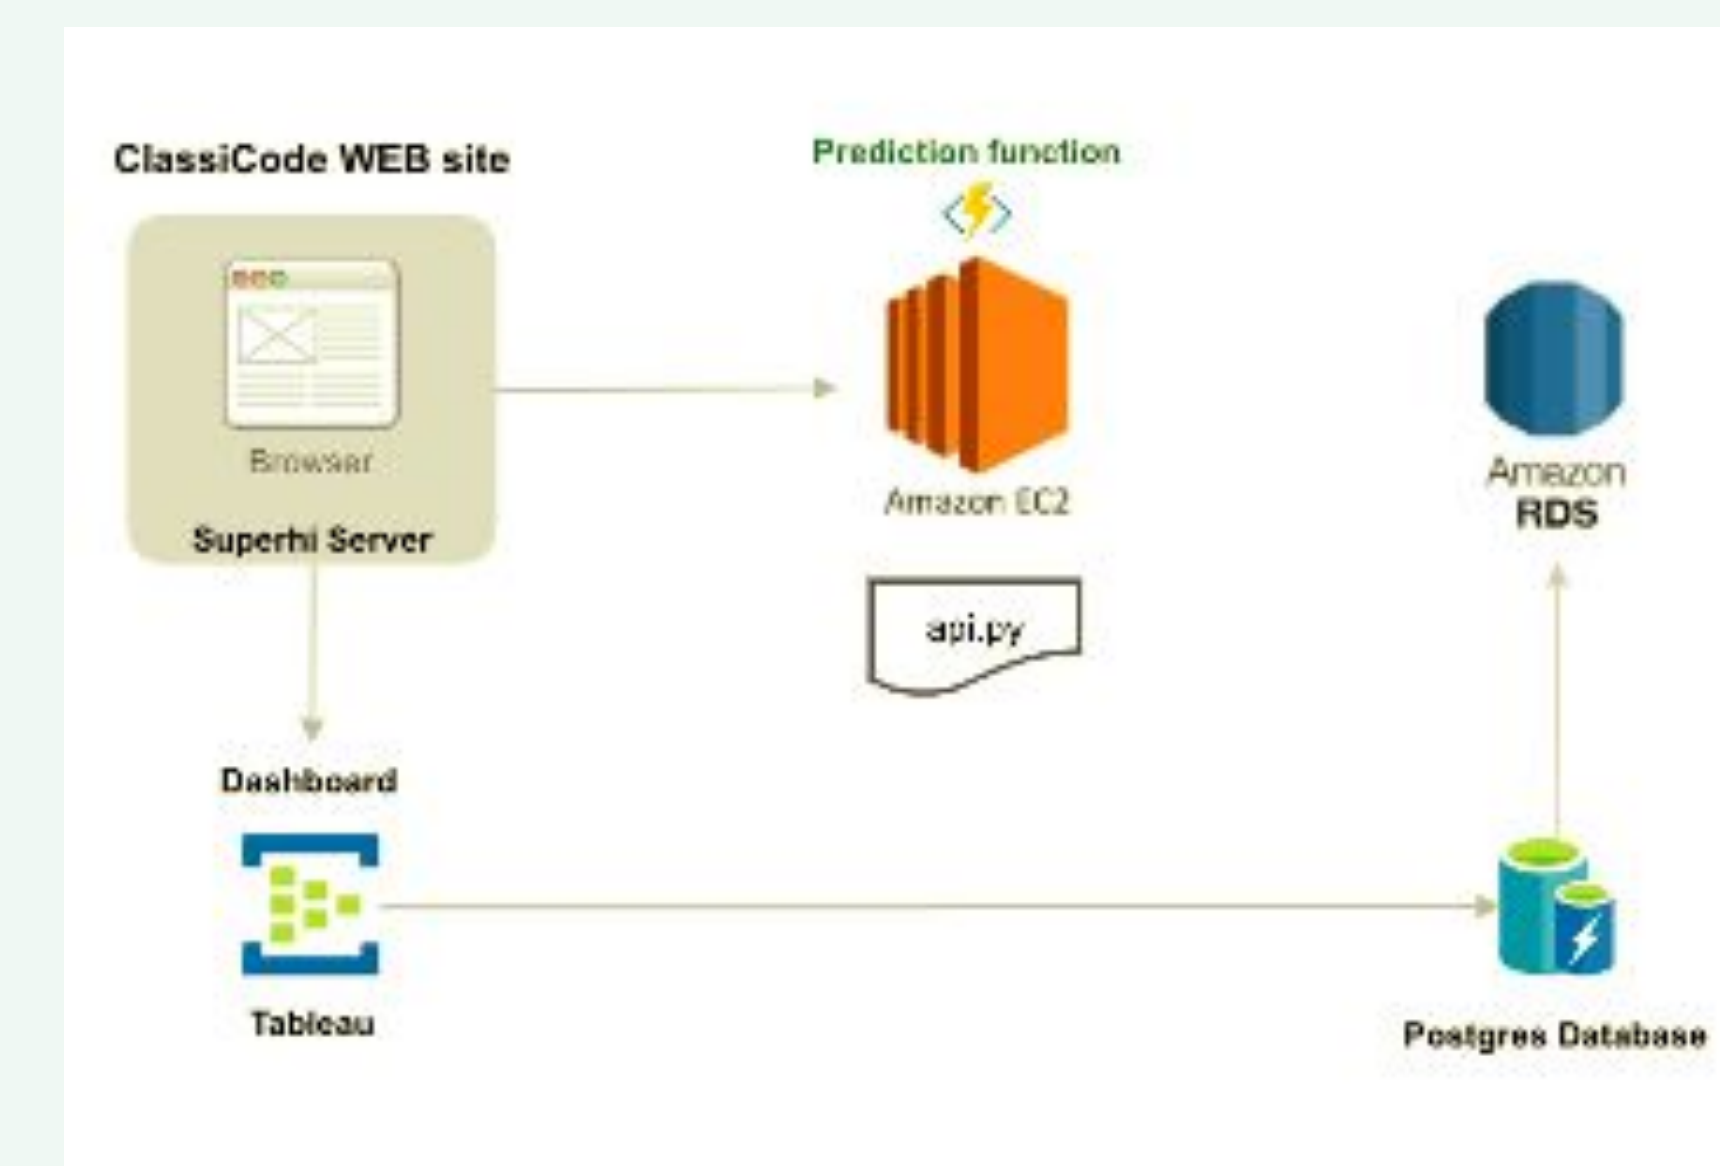 ClassiCode WEB site
Prediction function
Browser
Superhi Server
Amazon EC2
api.py
Amazon
RDS
Dashboard
Tableau
Postgres Database